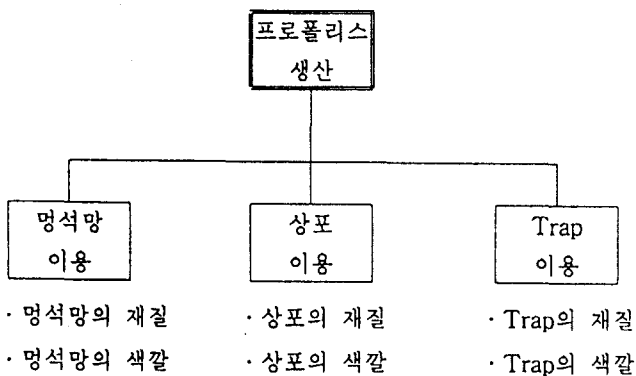 프로폴리스
생산
멍석망
이용
상포
이용
Trap
이용
· 멍석망의 재질
· 멍석망의 색깔
· 상포의 재질
· 상포의 색깔
· Trap의 재질
· Trap의 색깔